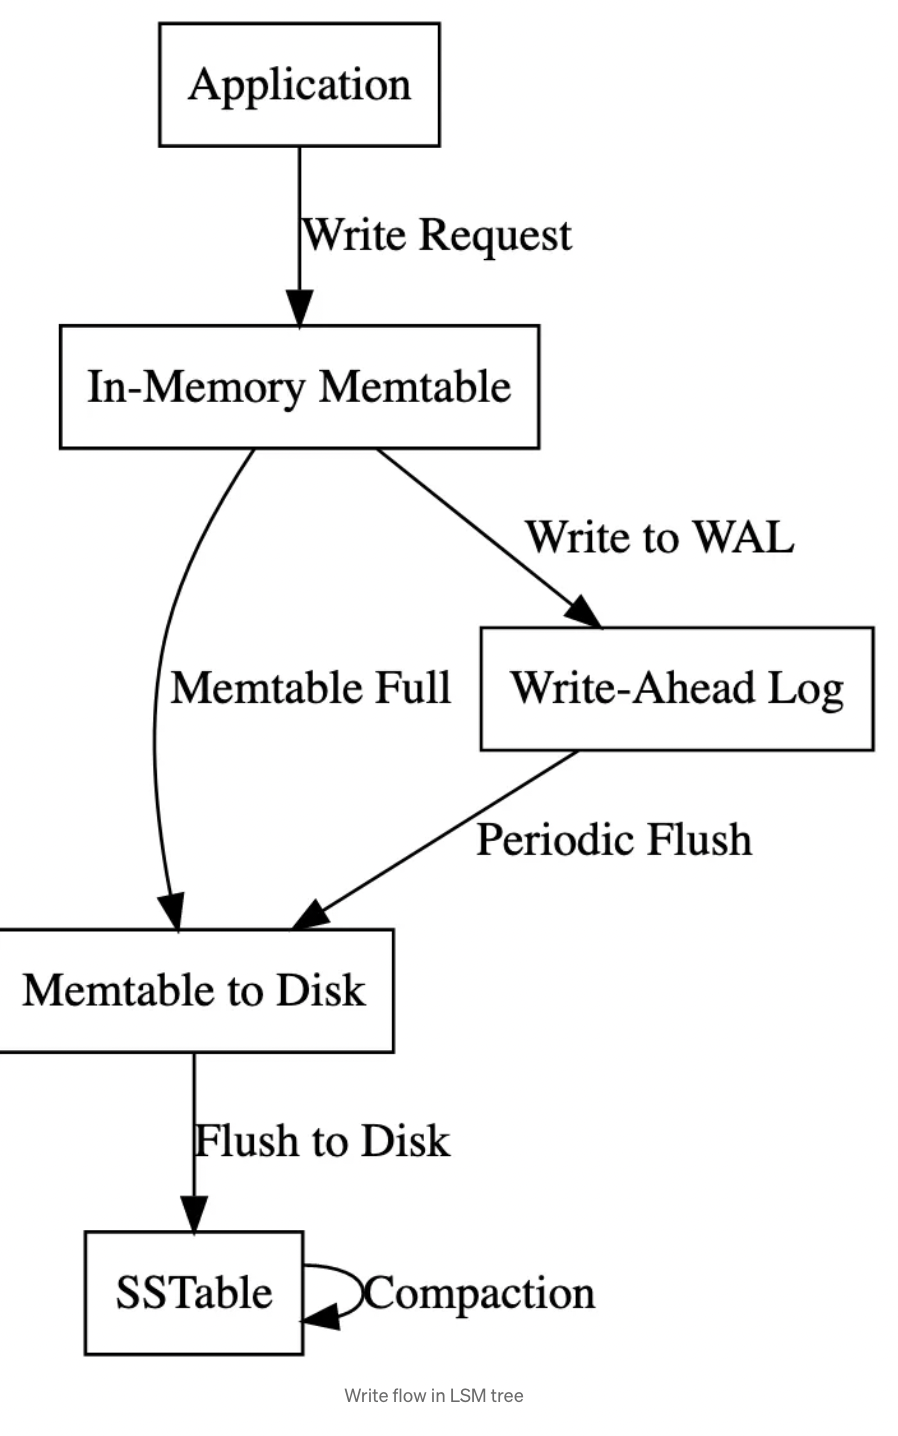 Application
Write Request
In-Memory Memtable
Write to WAL
Memtable Full
Write-Ahead Log
Periodic Flush
Memtable to Disk
Flush to Disk
SSTable
Compaction
Write flow in LSM tree